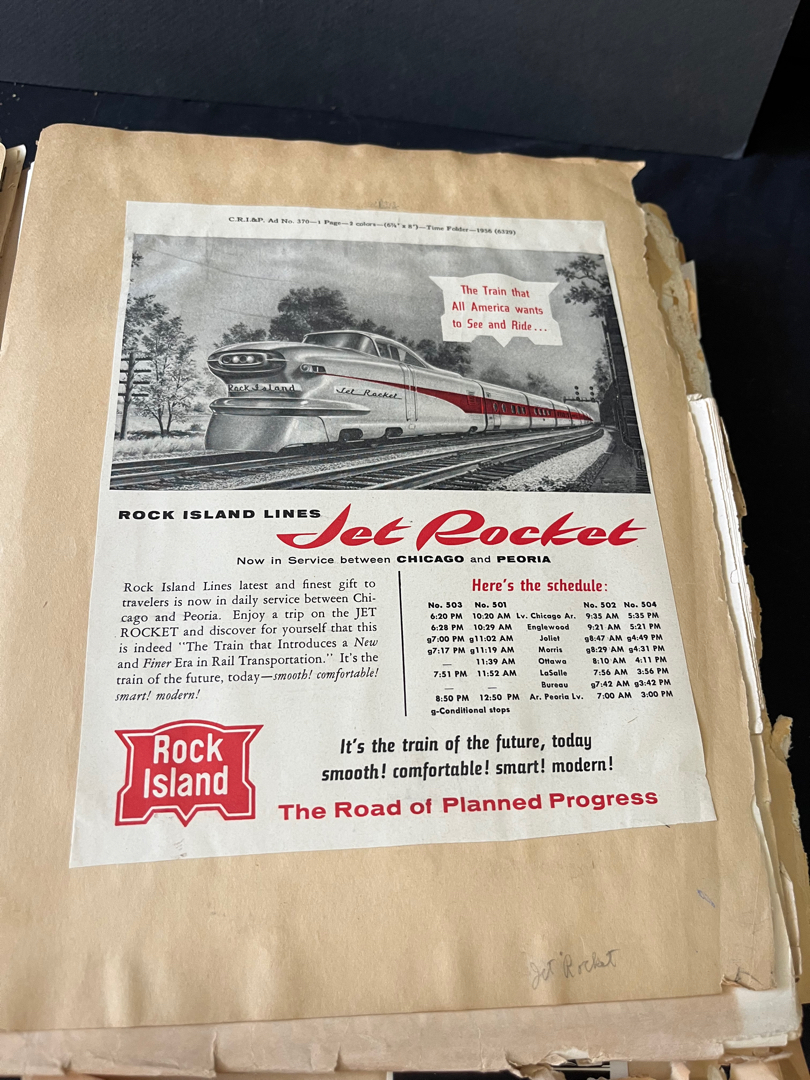 C.R.I.&P. Ad No. 370—1 Page—2 colors—(6⅞" x 8")—Time Folder—1956 (6329)
The Train that
All America wants
to See and Ride...
Rock Island
Jet Rocket
ROCK ISLAND LINES Jet Rocket
Now in Service between CHICAGO and PEORIA
Rock Island Lines latest and finest gift to
travelers is now in daily service between Chi-
cago and Peoria. Enjoy a trip on the JET
ROCKET and discover for yourself that this
is indeed "The Train that Introduces a New
and Finer Era in Rail Transportation." It's the
train of the future, today—smooth! comfortable!
smart! modern!
Here's the schedule:
No. 503 No. 501 No. 502 No. 504
6:20 PM 10:20 AM Lv. Chicago Ar. 9:35 AM 5:35 PM
6:28 PM 10:29 AM Englewood 9:21 AM 5:21 PM
g7:00 PM g11:02 AM Joliet g8:47 AM g4:49 PM
g7:17 PM g11:19 AM Morris g8:29 AM g4:31 PM
— 11:39 AM Ottawa 8:10 AM 4:11 PM
7:51 PM 11:52 AM LaSalle 7:56 AM 3:56 PM
— — Bureau g7:42 AM g3:42 PM
8:50 PM 12:50 PM Ar. Peoria Lv. 7:00 AM 3:00 PM
g-Conditional stops
Rock
Island
It's the train of the future, today
smooth! comfortable! smart! modern!
The Road of Planned Progress
"Jet Rocket